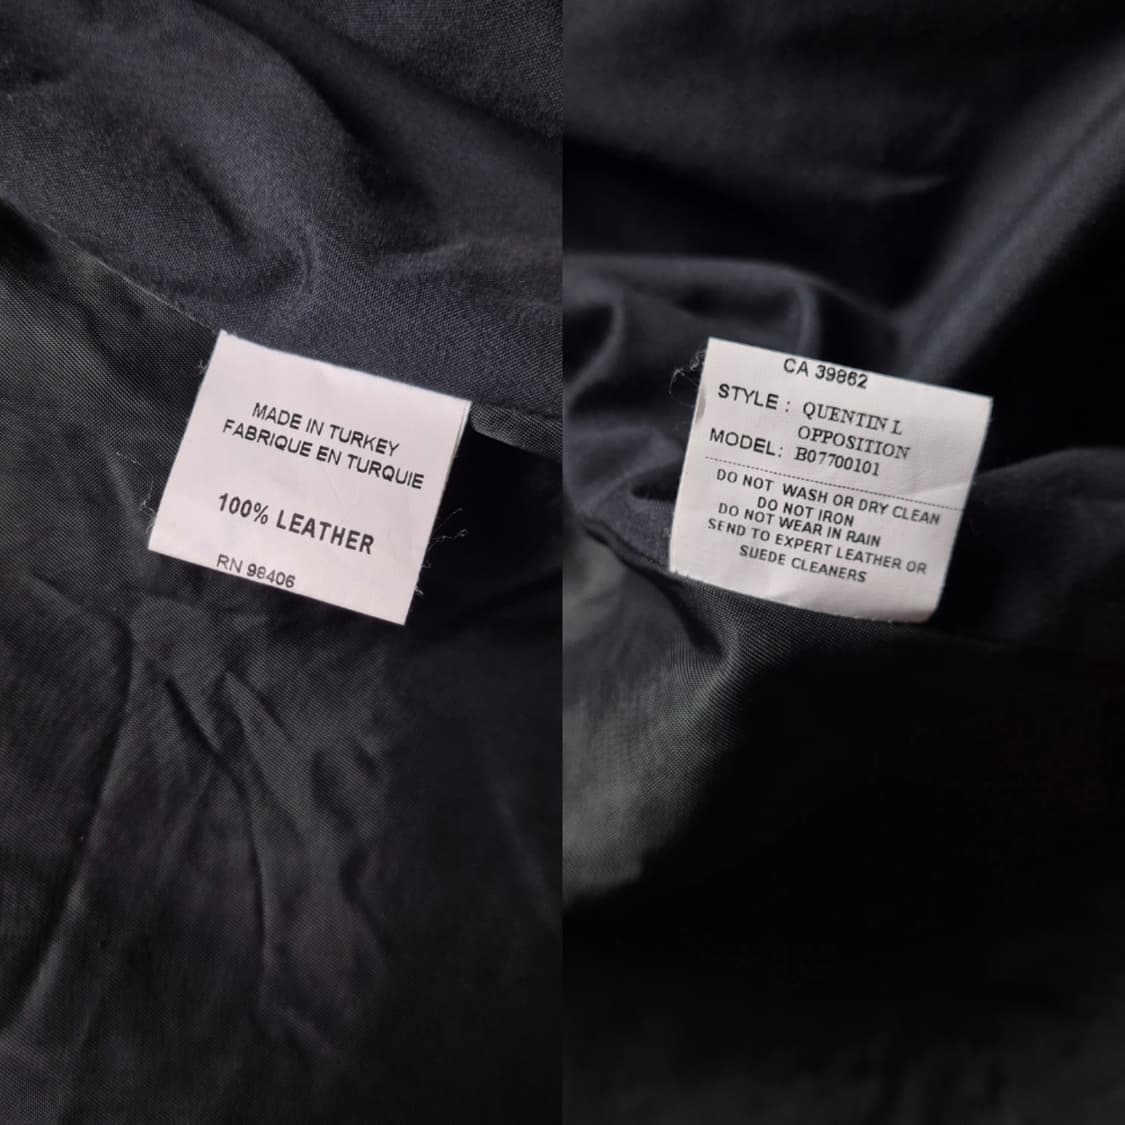 MADE IN TURKEY
FABRIQUE EN TURQUIE
100% LEATHER
RN 98406
CA 39862
STYLE : QUENTIN L
OPPOSITION
MODEL: B07700101
DO NOT WASH OR DRY CLEAN
DO NOT IRON
DO NOT WEAR IN RAIN
SEND TO EXPERT LEATHER OR
SUEDE CLEANERS